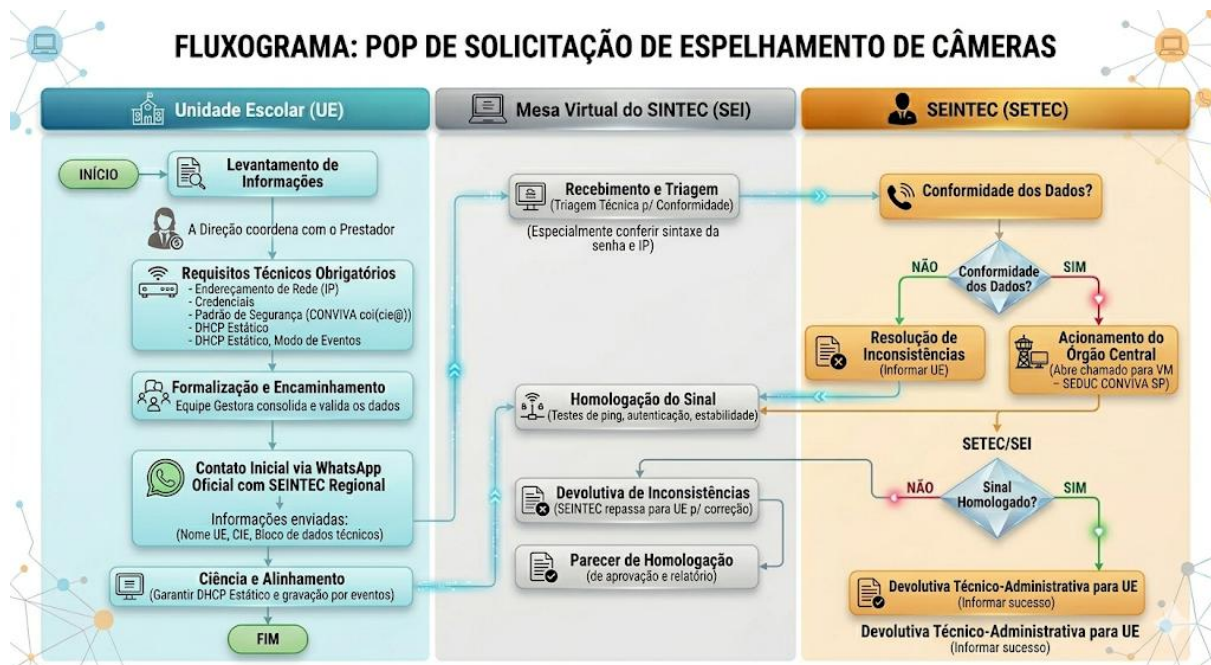 FLUXOGRAMA: POP DE SOLICITAÇÃO DE ESPELHAMENTO DE CÂMERAS
Unidade Escolar (UE)
INÍCIO
Levantamento de
Informações
A Direção coordena com o Prestador
Requisitos Técnicos Obrigatórios
- Endereçamento de Rede (IP)
- Credenciais
- Padrão de Segurança (CONVIVA coi(cie@))
- DHCP Estático
- DHCP Estático, Modo de Eventos
Formalização e Encaminhamento
Equipe Gestora consolida e valida os dados
Contato Inicial via WhatsApp
Oficial com SEINTEC Regional
Informações enviadas:
(Nome UE, CIE, Bloco de dados técnicos)
Ciência e Alinhamento
(Garantir DHCP Estático e gravação por eventos)
FIM
Mesa Virtual do SINTEC (SEI)
Recebimento e Triagem
(Triagem Técnica p/ Conformidade)
(Especialmente conferir sintaxe da
senha e IP)
Homologação do Sinal
(Testes de ping, autenticação, estabilidade)
Devolutiva de Inconsistências
(SEINTEC repassa para UE p/ correção)
Parecer de Homologação
(de aprovação e relatório)
SEINTEC (SETEC)
Conformidade dos Dados?
NÃO
Conformidade
dos Dados?
SIM
Resolução de
Inconsistências
(Informar UE)
Acionamento do
Órgão Central
(Abre chamado para VM
– SEDUC CONVIVA SP)
SETEC/SEI
NÃO
Sinal
Homologado?
SIM
Devolutiva Técnico-Administrativa para UE
(Informar sucesso)
Devolutiva Técnico-Administrativa para UE
(Informar sucesso)